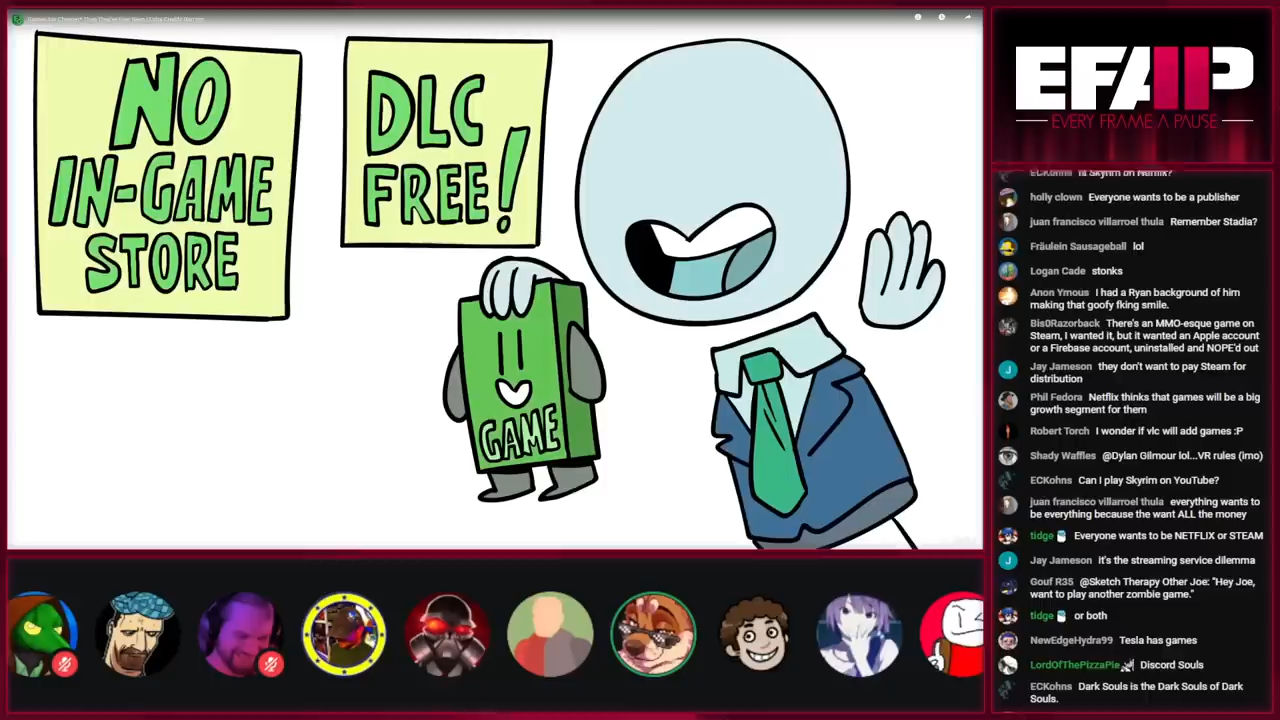 NO
IN-GAME
STORE
DLC
FREE!
GAME
EFAP
EVERY FRAME A PAUSE
holly clown Everyone wants to be a publisher
juan francisco villarroel thula Remember Stadia?
Fräulein Sausageball lol
Logan Cade stonks
Anon Ymous I had a Ryan background of him
making that goofy fking smile.
Bis0Razorback There's an MMO-esque game on
Steam, I wanted it, but it wanted an Apple account
or a Firebase account, uninstalled and NOPE'd out
Jay Jameson they don't want to pay Steam for
distribution
Phil Fedora Netflix thinks that games will be a big
growth segment for them
Robert Torch I wonder if vlc will add games :P
Shady Waffles @Dylan Gilmour lol...VR rules (imo)
ECKohns Can I play Skyrim on YouTube?
juan francisco villarroel thula everything wants to
be everything because the want ALL the money
tidge Everyone wants to be NETFLIX or STEAM
Jay Jameson it's the streaming service dilemma
Gouf R35 @Sketch Therapy Other Joe: "Hey Joe,
want to play another zombie game."
tidge or both
NewEdgeHydra99 Tesla has games
LordOfThePizzaPie Discord Souls
ECKohns Dark Souls is the Dark Souls of Dark
Souls.